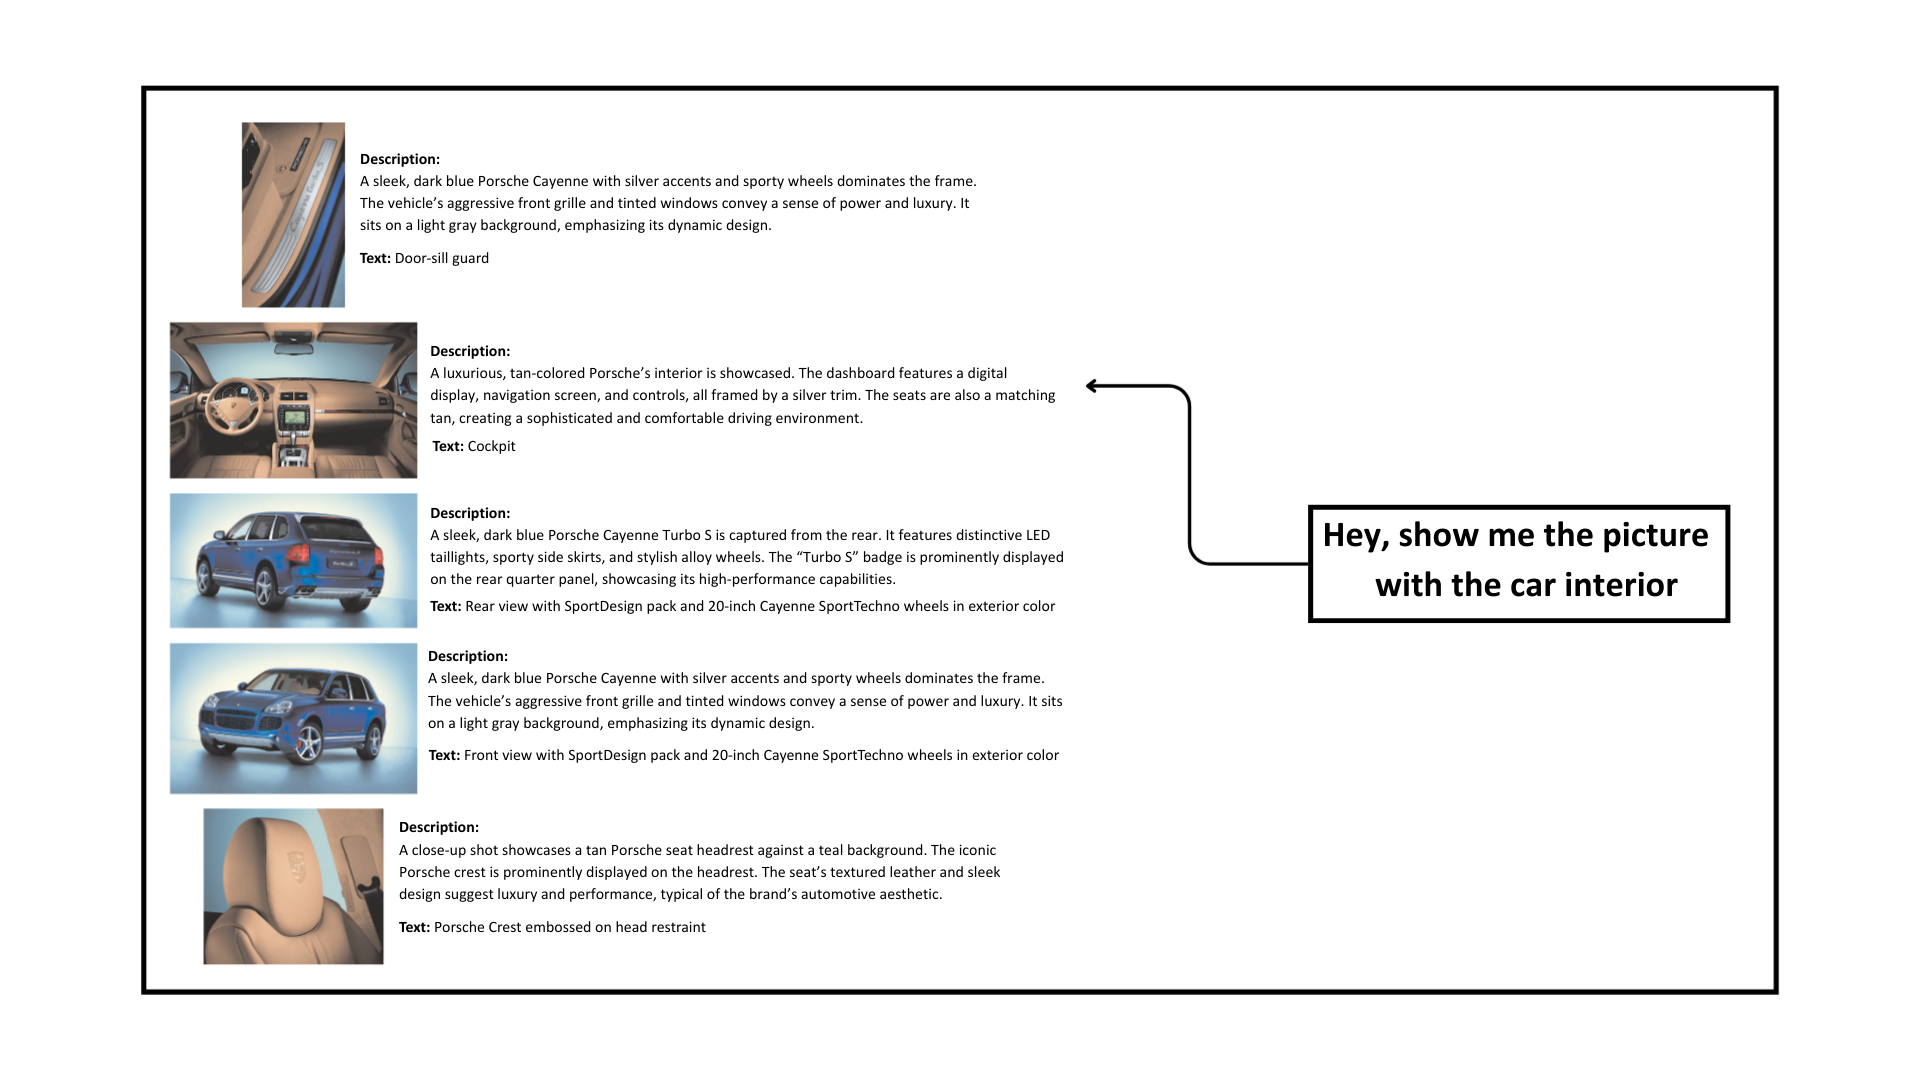 Description:
A sleek, dark blue Porsche Cayenne with silver accents and sporty wheels dominates the frame.
The vehicle’s aggressive front grille and tinted windows convey a sense of power and luxury. It
sits on a light gray background, emphasizing its dynamic design.
Text: Door-sill guard
Cayenne Turbo S
Description:
A luxurious, tan-colored Porsche’s interior is showcased. The dashboard features a digital
display, navigation screen, and controls, all framed by a silver trim. The seats are also a matching
tan, creating a sophisticated and comfortable driving environment.
Text: Cockpit
Description:
A sleek, dark blue Porsche Cayenne Turbo S is captured from the rear. It features distinctive LED
taillights, sporty side skirts, and stylish alloy wheels. The “Turbo S” badge is prominently displayed
on the rear quarter panel, showcasing its high-performance capabilities.
Text: Rear view with SportDesign pack and 20-inch Cayenne SportTechno wheels in exterior color
Description:
A sleek, dark blue Porsche Cayenne with silver accents and sporty wheels dominates the frame.
The vehicle’s aggressive front grille and tinted windows convey a sense of power and luxury. It sits
on a light gray background, emphasizing its dynamic design.
Text: Front view with SportDesign pack and 20-inch Cayenne SportTechno wheels in exterior color
Description:
A close-up shot showcases a tan Porsche seat headrest against a teal background. The iconic
Porsche crest is prominently displayed on the headrest. The seat’s textured leather and sleek
design suggest luxury and performance, typical of the brand’s automotive aesthetic.
Text: Porsche Crest embossed on head restraint
Hey, show me the picture
with the car interior